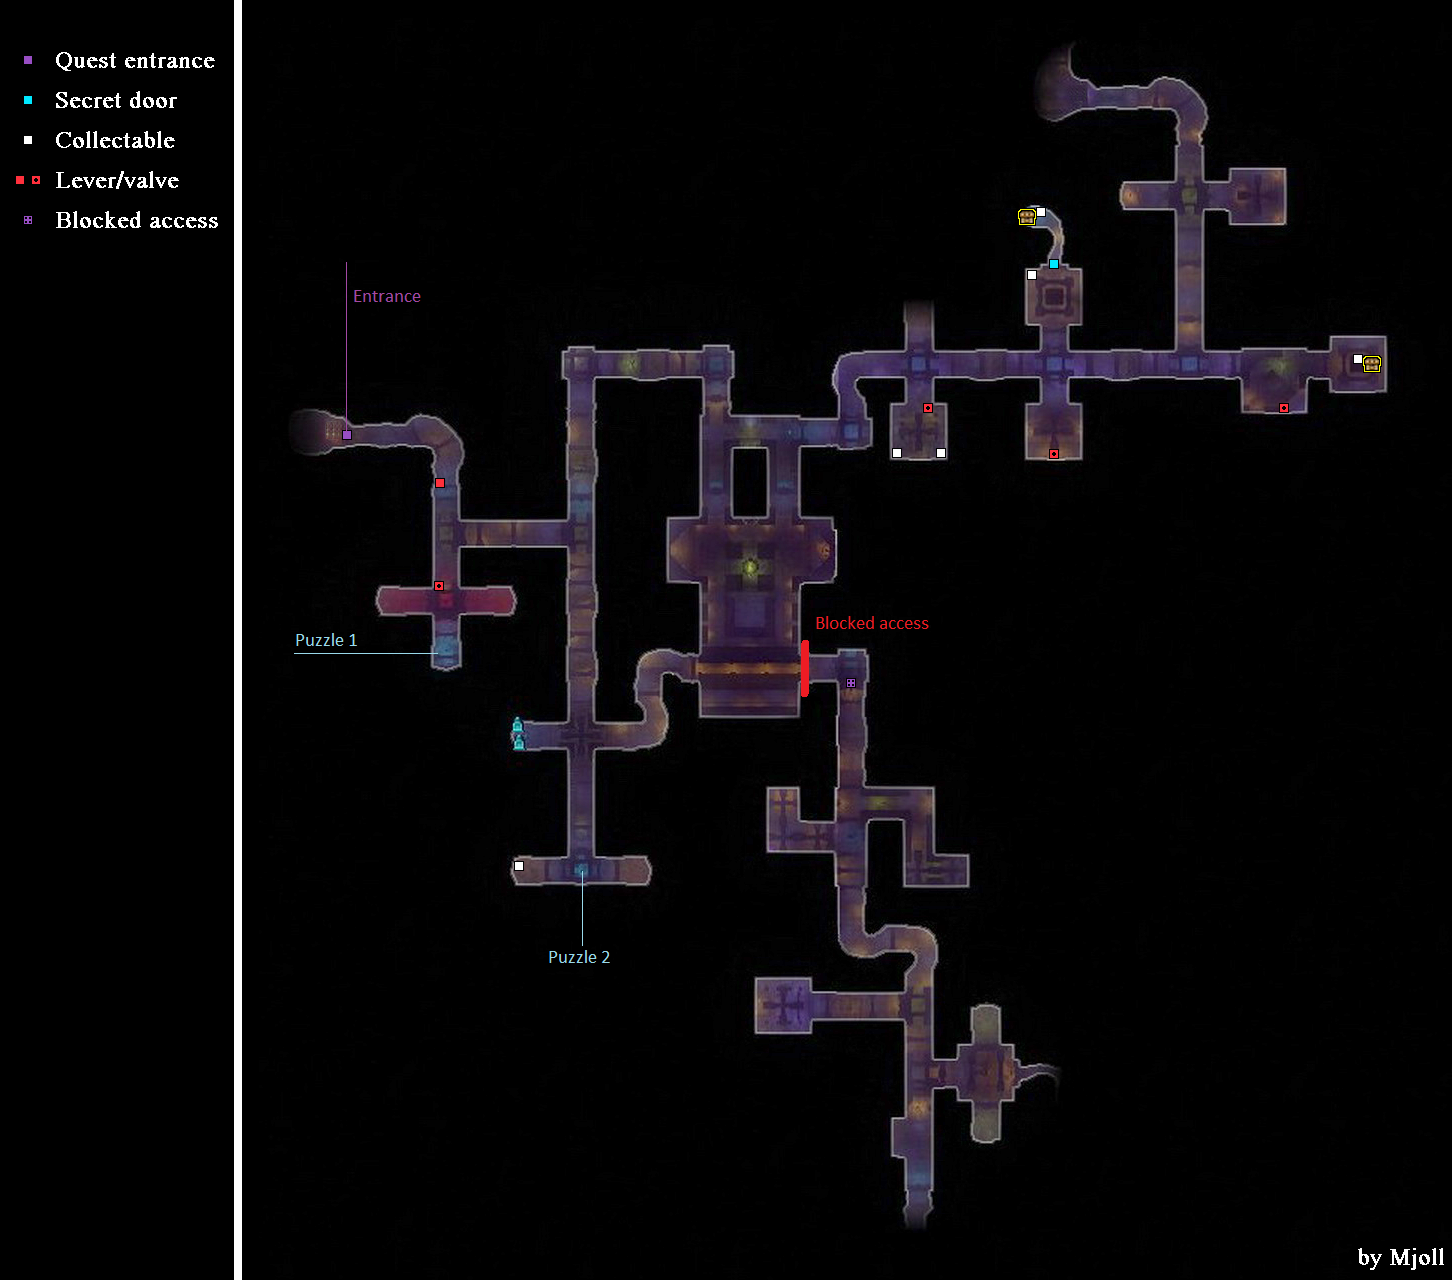 Quest entrance
Secret door
Collectable
Lever/valve
Blocked access
Entrance
Blocked access
Puzzle 1
Puzzle 2
by Mjoll